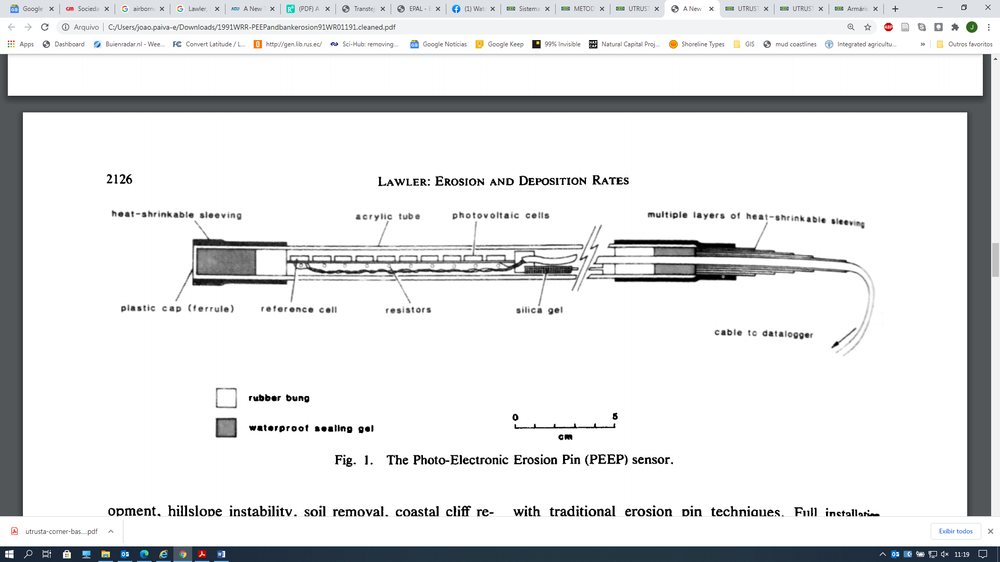 Google
Socieda
airborne
Lawler,
A New T
(PDF) A
Transtej
EPAL - E
(1) Wat
Sistema
METOD
UTRUST
A New T
UTRUST
UTRUST
Armário
Arquivo
C:/Users/joao.paiva-e/Downloads/1991WRR-PEEPandbankerosion91WR01191.cleaned.pdf
ABP
J
Apps
Dashboard
Buienradar.nl - Wee...
Convert Latitude / L...
http://gen.lib.rus.ec/
Sci-Hub: removing...
Google Notícias
Google Keep
99% Invisible
Natural Capital Proj...
Shoreline Types
GIS
mud coastlines
Integrated agricultu...
»
Outros favoritos
2126
LAWLER: EROSION AND DEPOSITION RATES
heat-shrinkable sleeving
acrylic tube
photovoltaic cells
multiple layers of heat-shrinkable sleeving
plastic cap (ferrule)
reference cell
resistors
silica gel
cable to datalogger
rubber bung
waterproof sealing gel
0 5
cm
Fig. 1. The Photo-Electronic Erosion Pin (PEEP) sensor.
opment, hillslope instability, soil removal, coastal cliff re-
with traditional erosion pin techniques. Full installation
utrusta-corner-bas....pdf
Exibir todos
11:19